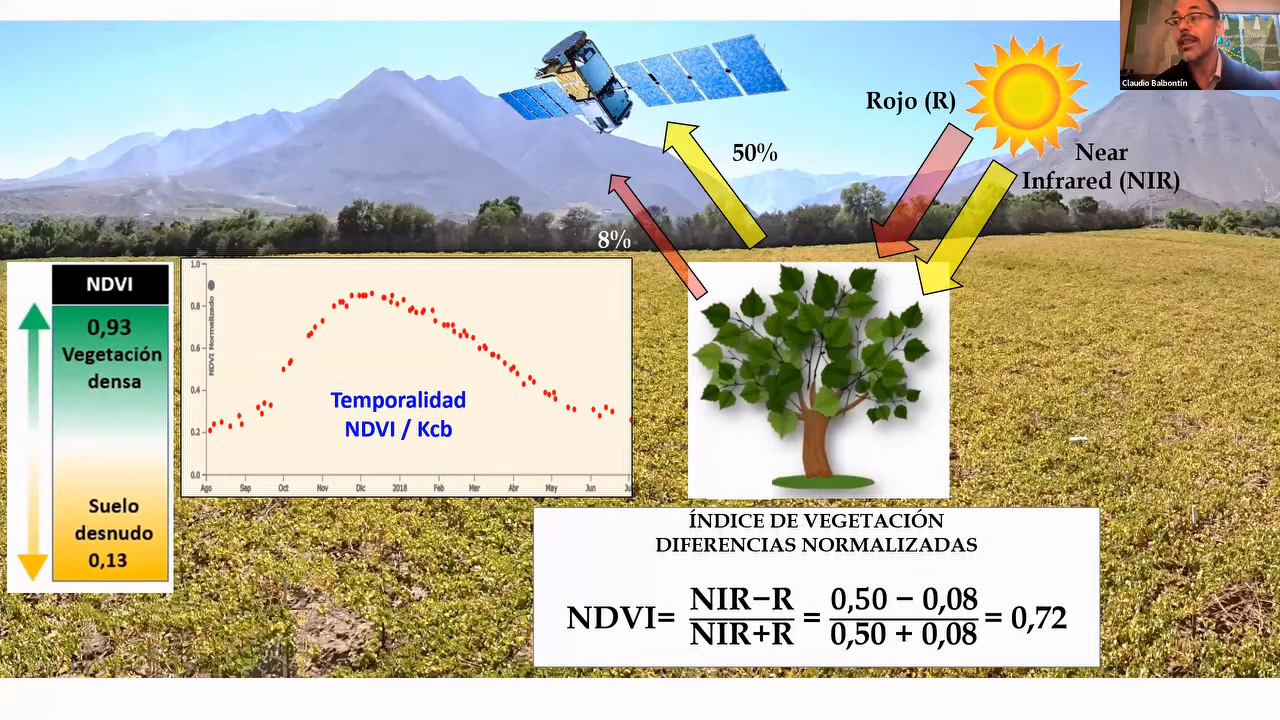 Claudio Balbontín
Rojo (R)
50%
Near
Infrared (NIR)
8%
NDVI
0,93
Vegetación
densa
Suelo
desnudo
0,13
1.0
0.8
0.6
0.4
0.2
0.0
NDVI Normalizado
Temporalidad
NDVI / Kcb
Ago Sep Oct Nov Dic 2018 Feb Mar Abr May Jun
ÍNDICE DE VEGETACIÓN
DIFERENCIAS NORMALIZADAS
NDVI= NIR−R / NIR+R = 0,50 − 0,08 / 0,50 + 0,08 = 0,72